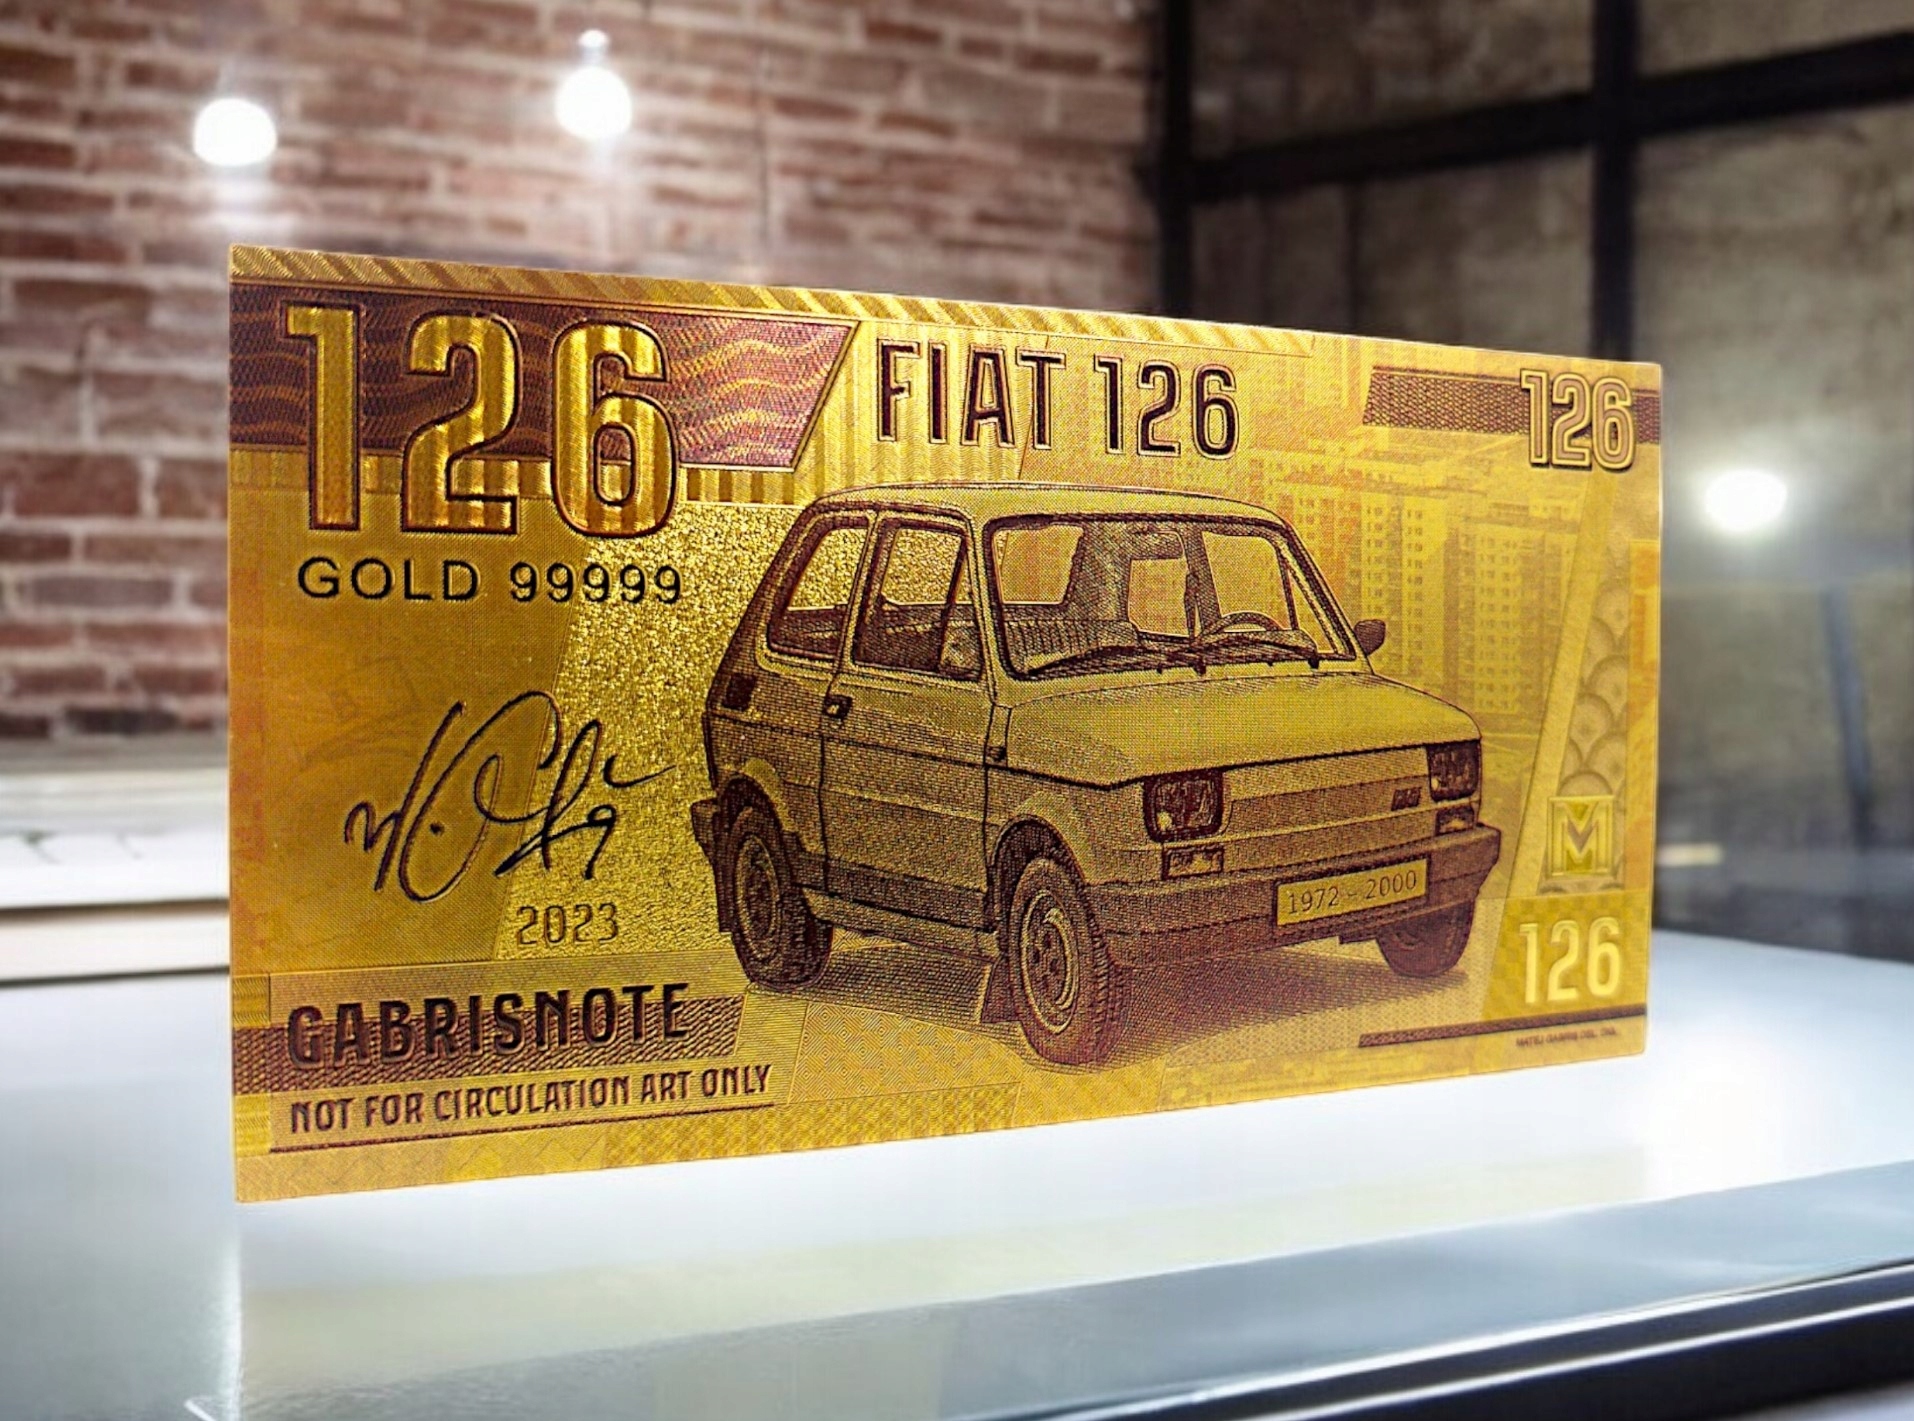 126
FIAT 126
126
GOLD 99999
2023
1972 - 2000
M
126
GABRISNOTE
NOT FOR CIRCULATION ART ONLY